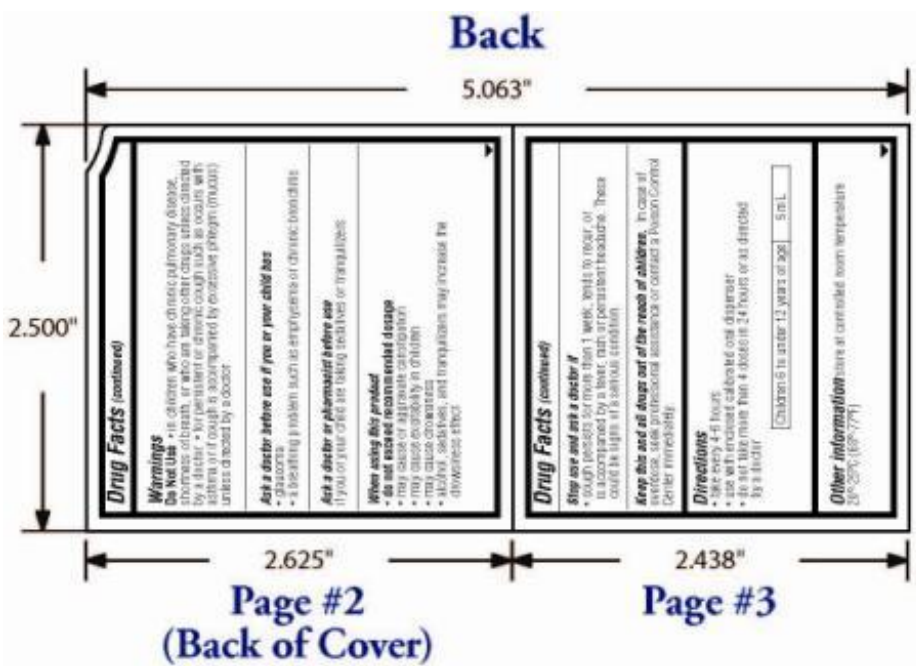 Back
5.063"
2.500"
Drug Facts (continued)
Warnings
Do Not Use • in children who have chronic pulmonary disease,
shortness of breath, or who are taking other drugs unless directed
by a doctor • for persistent or chronic cough such as occurs with
asthma or if cough is accompanied by excessive phlegm (mucus)
unless directed by a doctor
Ask a doctor before use if you or your child has
• glaucoma
• a breathing problem such as emphysema or chronic bronchitis
Ask a doctor or pharmacist before use
if you or your child are taking sedatives or tranquilizers
When using this product
• do not exceed recommended dosage
• may cause or aggravate constipation
• may cause excitability in children
• may cause drowsiness
• alcohol, sedatives, and tranquilizers may increase the
drowsiness effect
Drug Facts (continued)
Stop use and ask a doctor if
• cough persists for more than 1 week, tends to recur, or
is accompanied by a fever, rash or persistent headache. These
could be signs of a serious condition
Keep this and all drugs out of the reach of children. In case of
overdose, seek professional assistance or contact a Poison Control
Center immediately.
Directions
• take every 4-6 hours
• use with enclosed calibrated oral dispenser
• do not take more than 4 doses in 24 hours or as directed
by a doctor
Children 6 to under 12 years of age 5 mL
Other information store at controlled room temperature
20º-25ºC (68º-77ºF)
2.625"
2.438"
Page #2
(Back of Cover)
Page #3